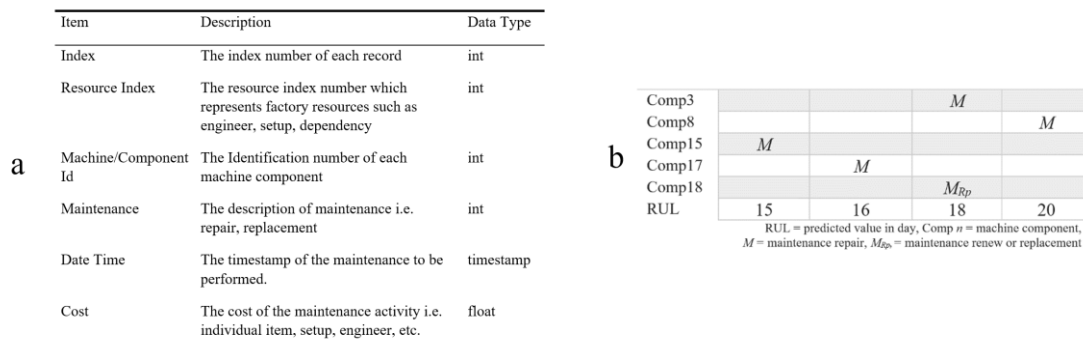 a
Item Description Data Type
Index The index number of each record int
Resource Index The resource index number which int
represents factory resources such as
engineer, setup, dependency
Machine/Component The Identification number of each int
Id machine component
Maintenance The description of maintenance i.e. int
repair, replacement
Date Time The timestamp of the maintenance to be timestamp
performed.
Cost The cost of the maintenance activity i.e. float
individual item, setup, engineer, etc.
b
Comp3 M
Comp8 M
Comp15 M
Comp17 M
Comp18 MRp
RUL 15 16 18 20
RUL = predicted value in day, Comp n = machine component,
M = maintenance repair, MRp, = maintenance renew or replacement